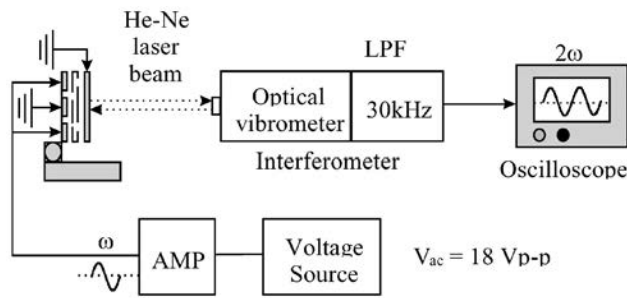 He-Ne
laser
beam
LPF
2ω
Optical
vibrometer
30kHz
Interferometer
Oscilloscope
ω
AMP
Voltage
Source
Vac = 18 Vp-p